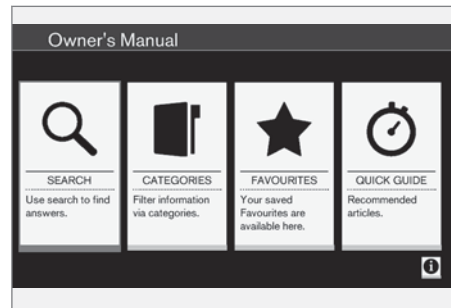 Owner's Manual
SEARCH
Use search to find
answers.
CATEGORIES
Filter information
via categories.
FAVOURITES
Your saved
Favourites are
available here.
QUICK GUIDE
Recommended
articles.